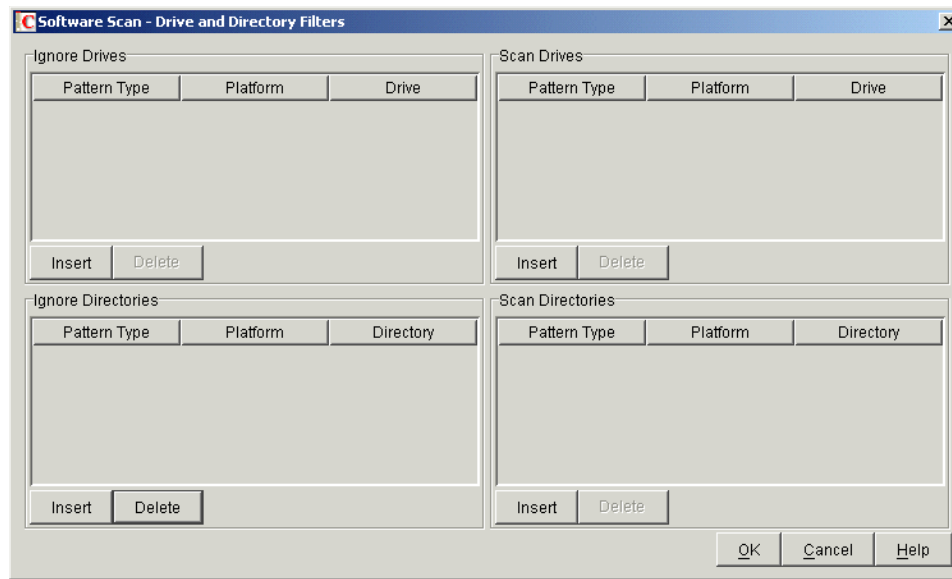 Software Scan - Drive and Directory Filters
Ignore Drives
Pattern Type Platform Drive
Insert Delete
Scan Drives
Pattern Type Platform Drive
Insert Delete
Ignore Directories
Pattern Type Platform Directory
Insert Delete
Scan Directories
Pattern Type Platform Directory
Insert Delete
OK Cancel Help